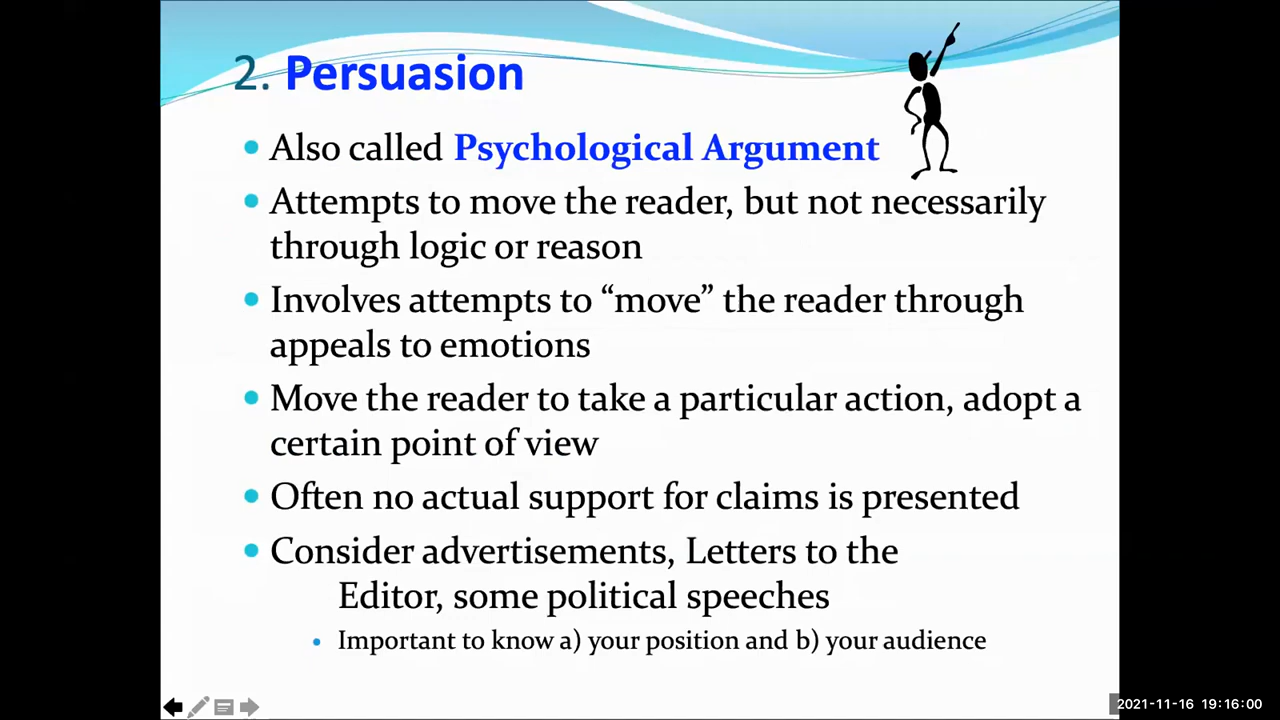 2. Persuasion
• Also called Psychological Argument
• Attempts to move the reader, but not necessarily
through logic or reason
• Involves attempts to “move” the reader through
appeals to emotions
• Move the reader to take a particular action, adopt a
certain point of view
• Often no actual support for claims is presented
• Consider advertisements, Letters to the
Editor, some political speeches
• Important to know a) your position and b) your audience
2021-11-16 19:16:00